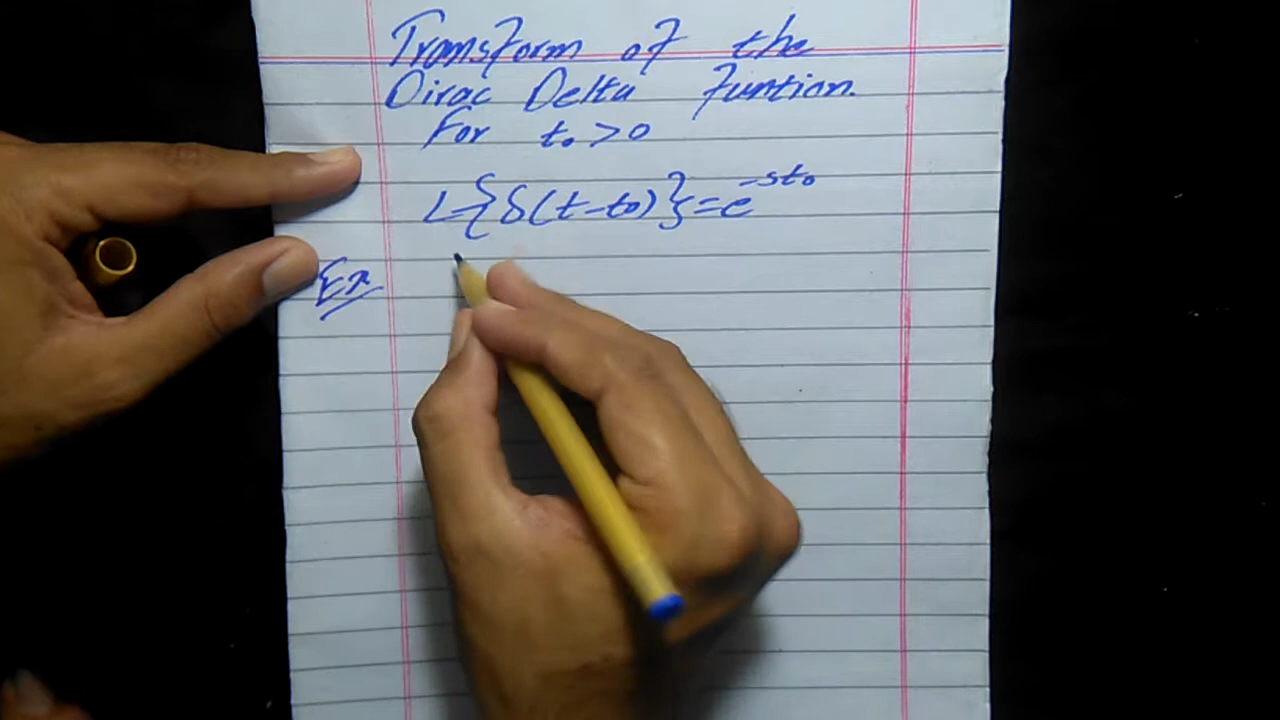 Transform of the
Dirac Delta Funtion.
For t₀ > 0
L{δ(t-t₀)} = e^{-st₀}
Ex